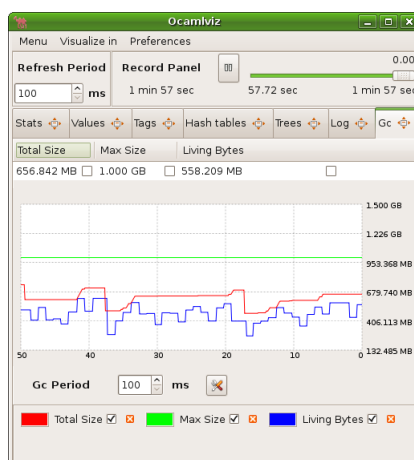 Ocamlviz
Menu Visualize in Preferences
Refresh Period Record Panel 0.00
100 ms 1 min 57 sec 57.72 sec 1 min 57 sec
Stats Values Tags Hash tables Trees Log Gc
Total Size Max Size Living Bytes
656.842 MB 1.000 GB 558.209 MB
1.500 GB
1.226 GB
953.368 MB
679.740 MB
406.113 MB
132.485 MB
50 40 30 20 10 0
Gc Period 100 ms
Total Size Max Size Living Bytes